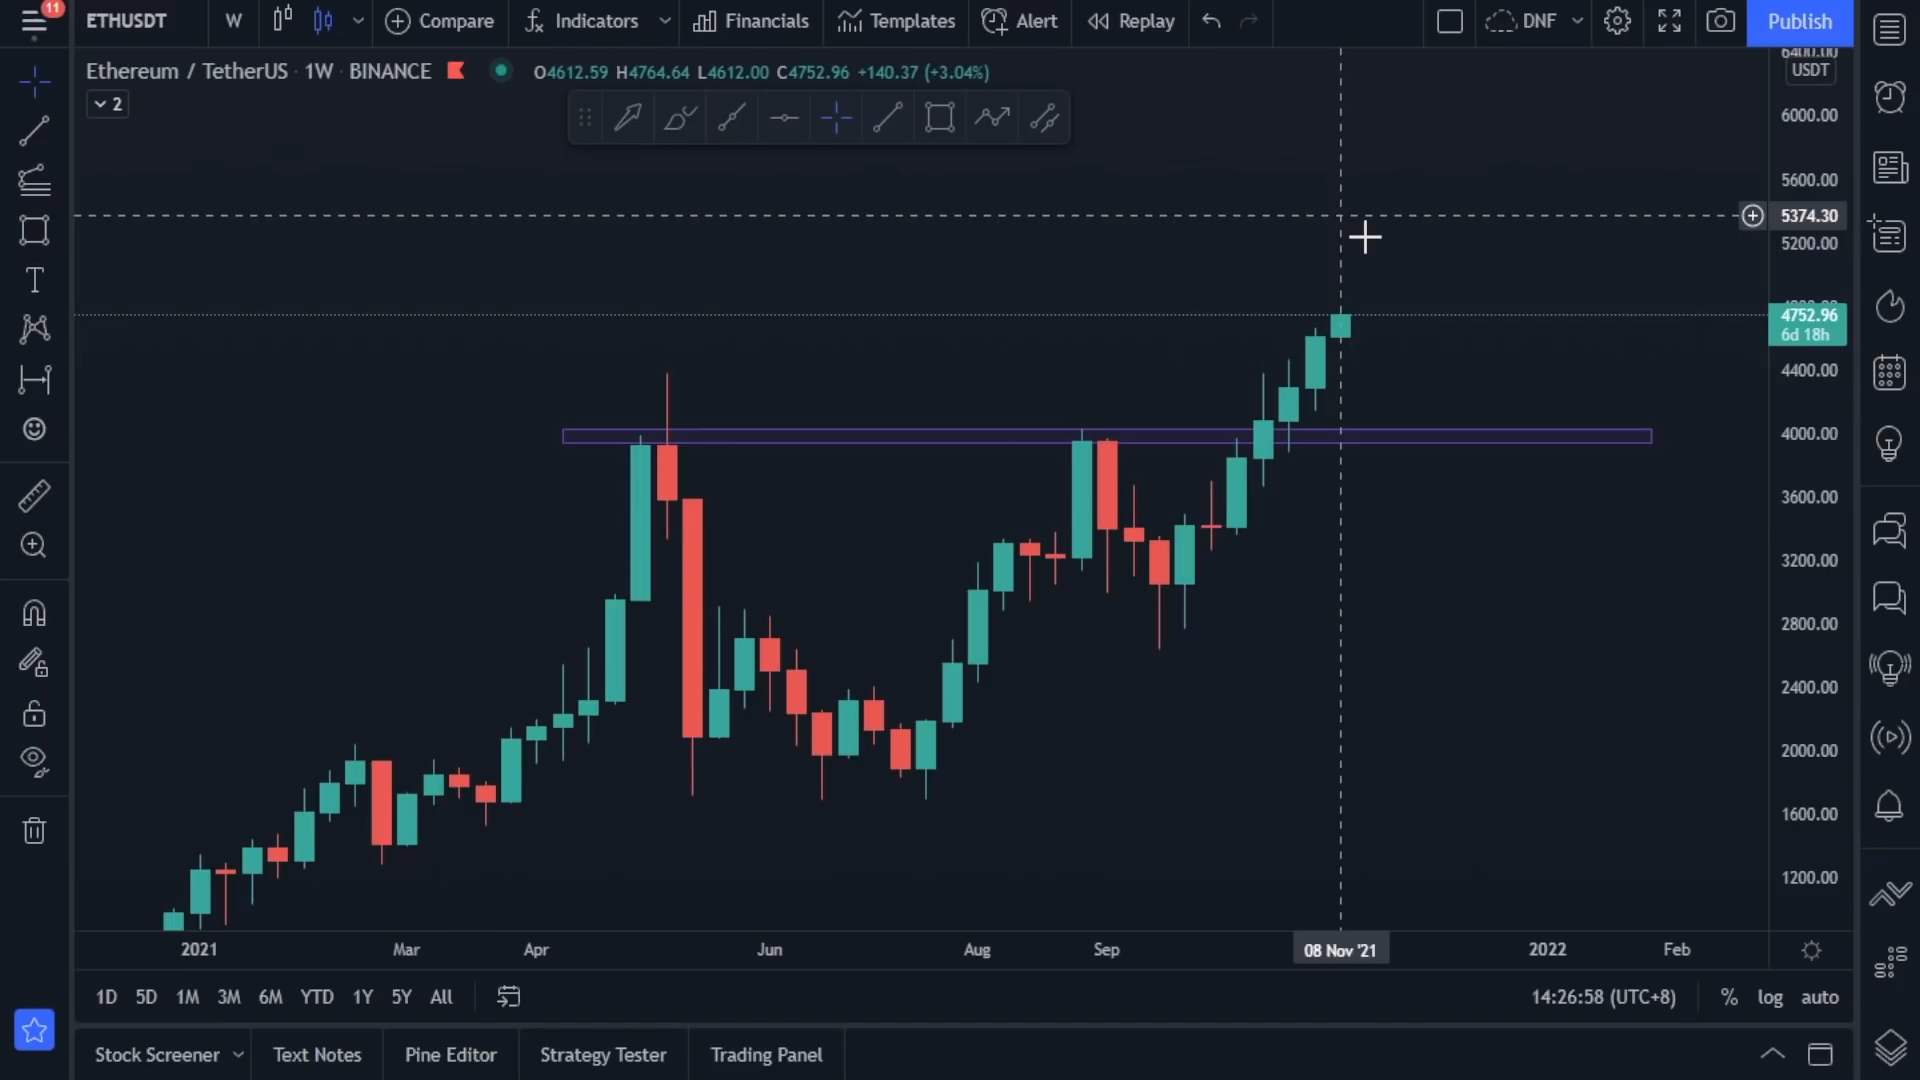 11
ETHUSDT
W
Compare
Indicators
Financials
Templates
Alert
Replay
DNF
Publish
Ethereum / TetherUS · 1W · BINANCE
O4612.59 H4764.64 L4612.00 C4752.96 +140.37 (+3.04%)
2
6400.00
USDT
6000.00
5600.00
5374.30
5200.00
4752.96
6d 18h
4400.00
4000.00
3600.00
3200.00
2800.00
2400.00
2000.00
1600.00
1200.00
2021
Mar
Apr
Jun
Aug
Sep
08 Nov '21
2022
Feb
1D 5D 1M 3M 6M YTD 1Y 5Y All
14:26:58 (UTC+8)
% log auto
Stock Screener
Text Notes
Pine Editor
Strategy Tester
Trading Panel